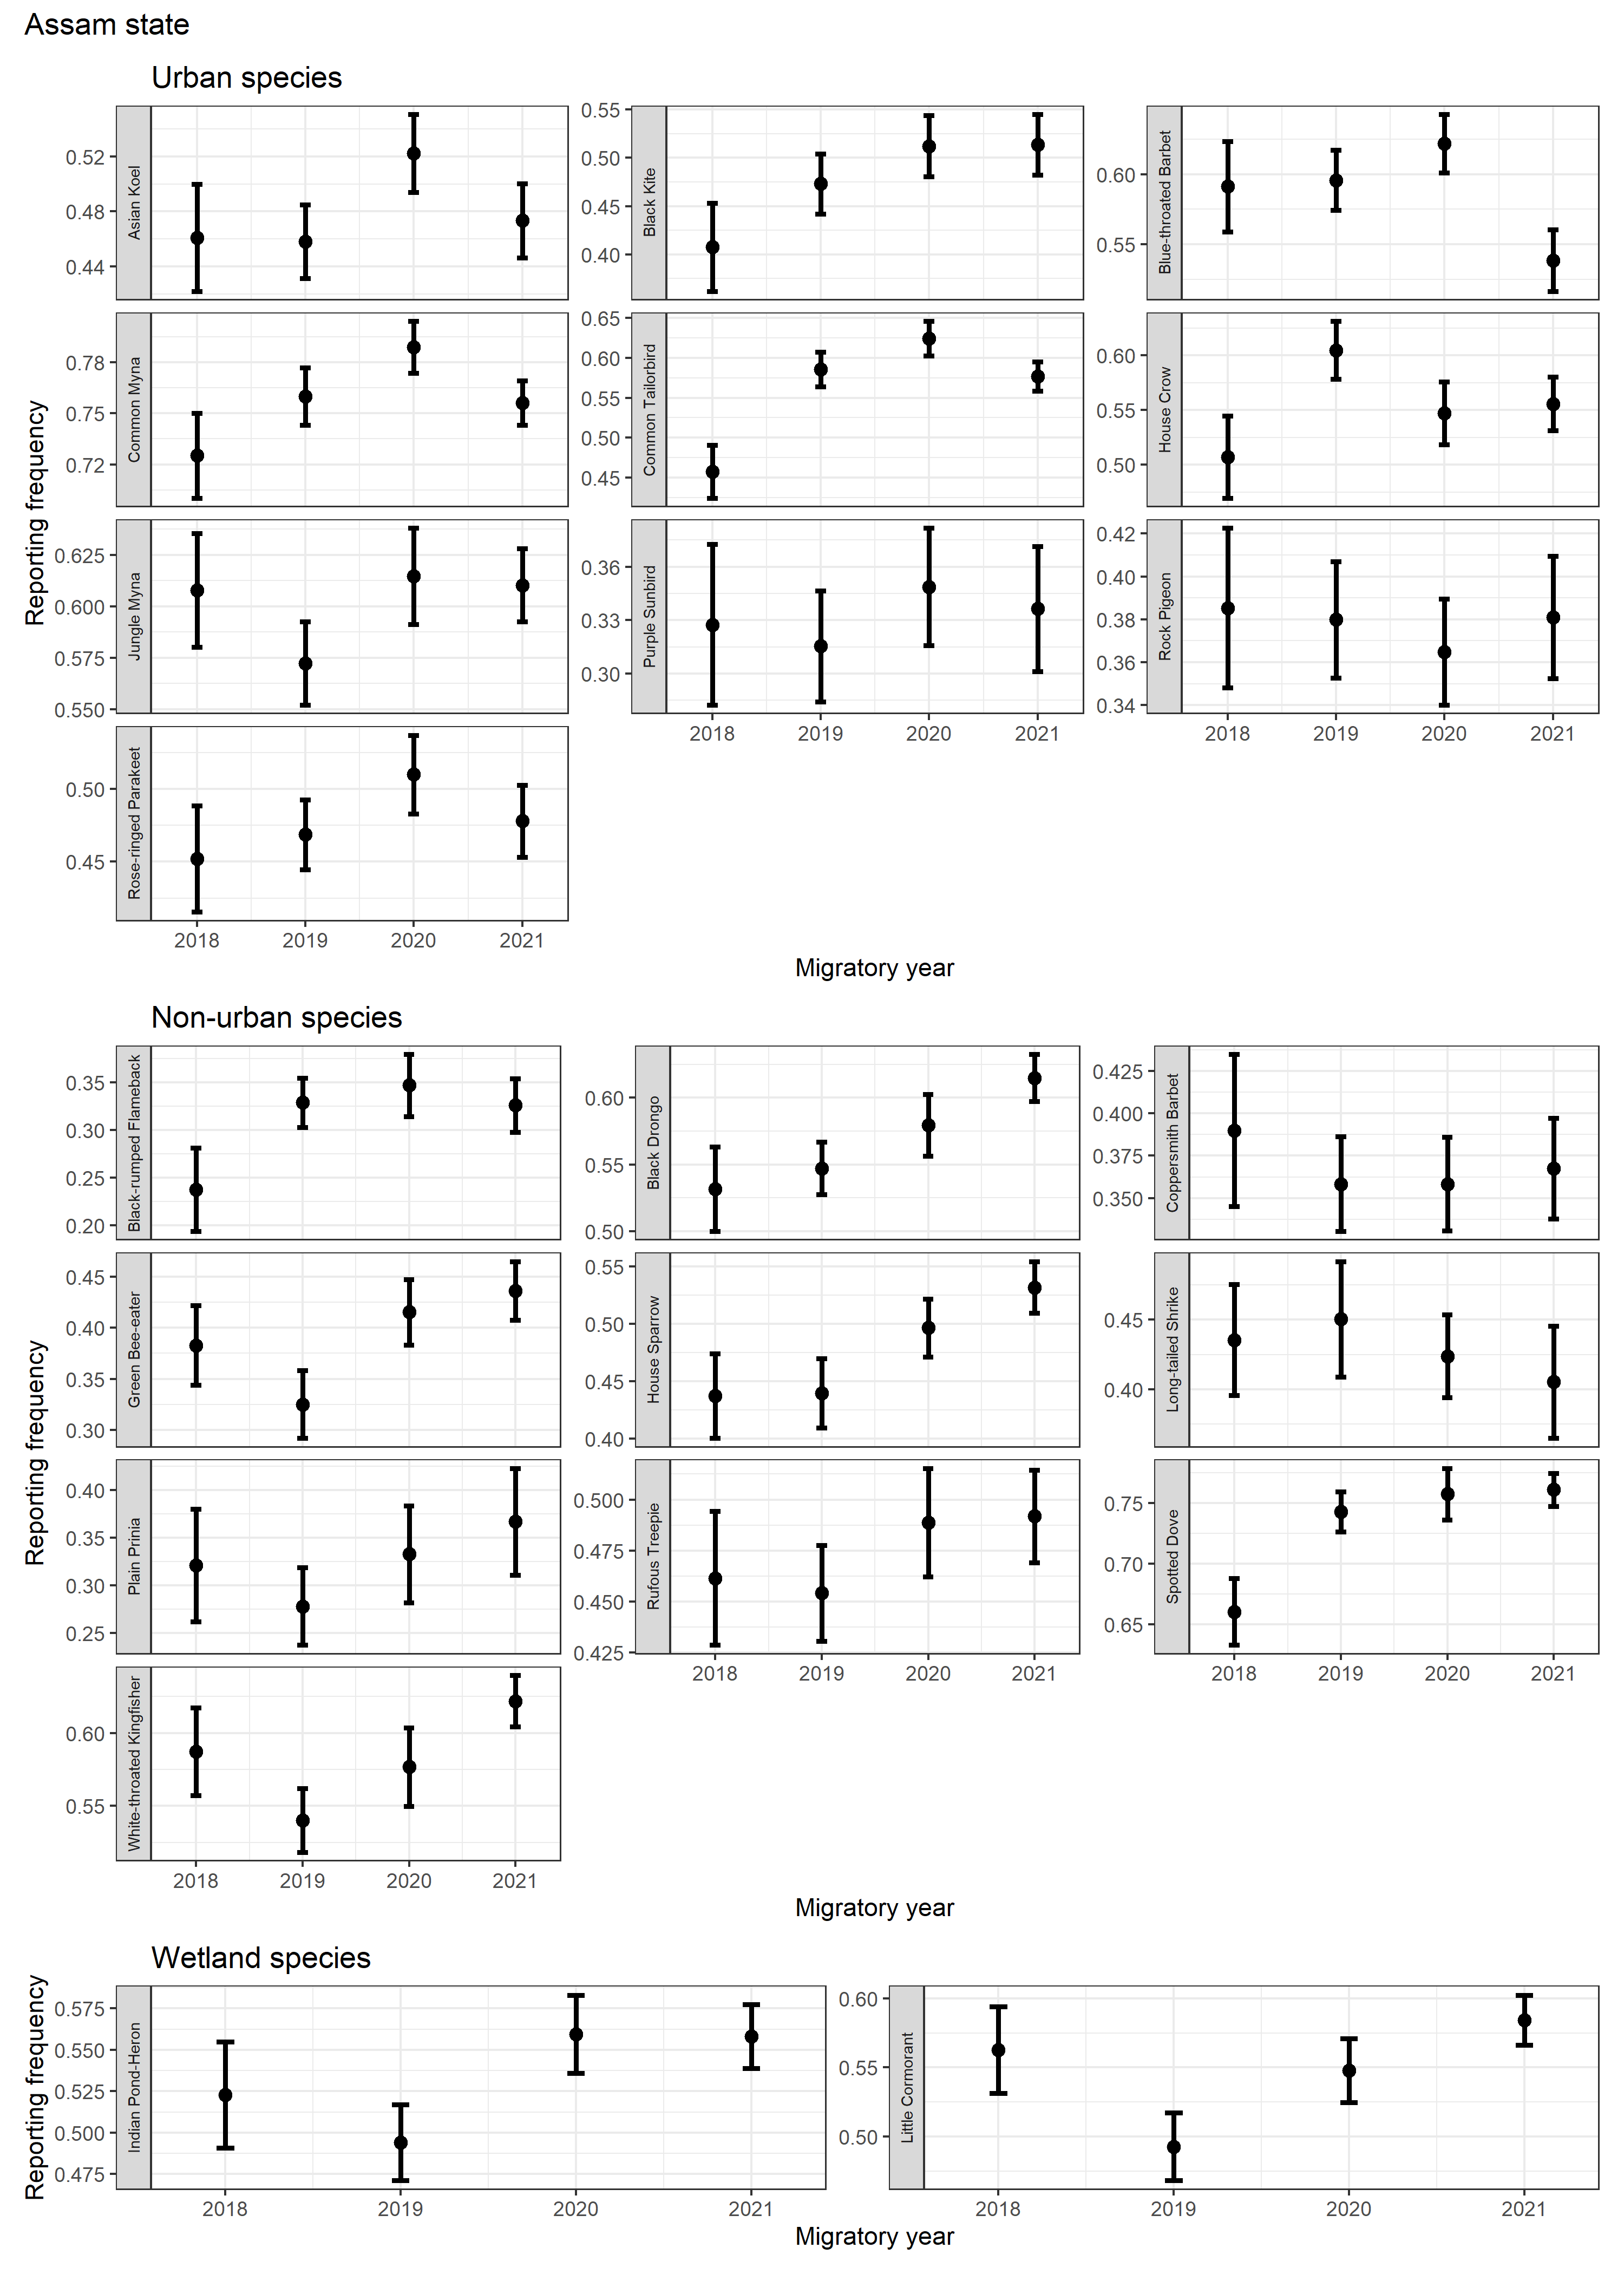 Assam state
Urban species
Reporting frequency
Asian Koel
0.52
0.48
0.44
Black Kite
0.55
0.50
0.45
0.40
Blue-throated Barbet
0.60
0.55
Common Myna
0.78
0.75
0.72
Common Tailorbird
0.65
0.60
0.55
0.50
0.45
House Crow
0.60
0.55
0.50
Jungle Myna
0.625
0.600
0.575
0.550
Purple Sunbird
0.36
0.33
0.30
2018 2019 2020 2021
Rock Pigeon
0.42
0.40
0.38
0.36
0.34
2018 2019 2020 2021
Rose-ringed Parakeet
0.50
0.45
2018 2019 2020 2021
Migratory year
Non-urban species
Reporting frequency
Black-rumped Flameback
0.35
0.30
0.25
0.20
Black Drongo
0.60
0.55
0.50
Coppersmith Barbet
0.425
0.400
0.375
0.350
Green Bee-eater
0.45
0.40
0.35
0.30
House Sparrow
0.55
0.50
0.45
0.40
Long-tailed Shrike
0.45
0.40
Plain Prinia
0.40
0.35
0.30
0.25
Rufous Treepie
0.500
0.475
0.450
0.425
2018 2019 2020 2021
Spotted Dove
0.75
0.70
0.65
2018 2019 2020 2021
White-throated Kingfisher
0.60
0.55
2018 2019 2020 2021
Migratory year
Wetland species
Reporting frequency
Indian Pond-Heron
0.575
0.550
0.525
0.500
0.475
2018 2019 2020 2021
Little Cormorant
0.60
0.55
0.50
2018 2019 2020 2021
Migratory year